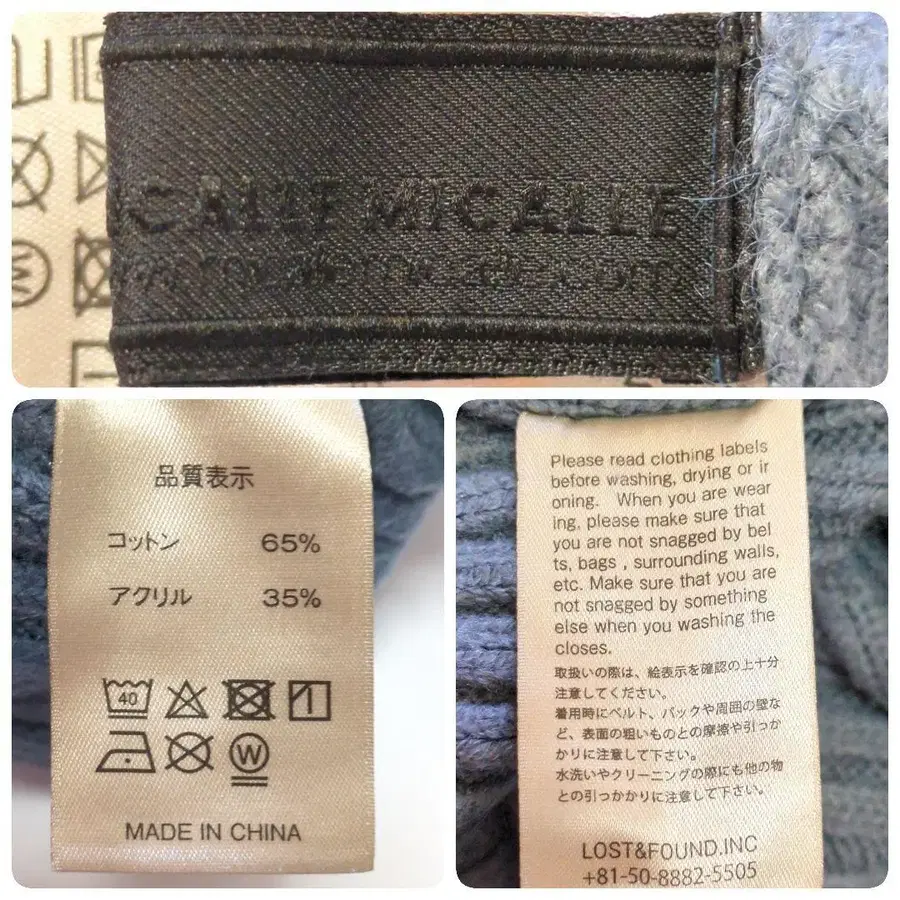 CALLE MICALLE
品質表示
コットン 65%
アクリル 35%
40
W
MADE IN CHINA
Please read clothing labels
before washing, drying or ir
oning. When you are wear
ing, please make sure that
you are not snagged by bel
ts, bags , surrounding walls,
etc. Make sure that you are
not snagged by something
else when you washing the
closes.
取扱いの際は、絵表示を確認の上十分
注意してください。
着用時にベルト、バックや周囲の壁な
ど、表面の粗いものとの摩擦や引っか
かりに注意して下さい。
水洗いやクリーニングの際にも他の物
との引っかかりに注意して下さい。
LOST&FOUND.INC
+81-50-8882-5505